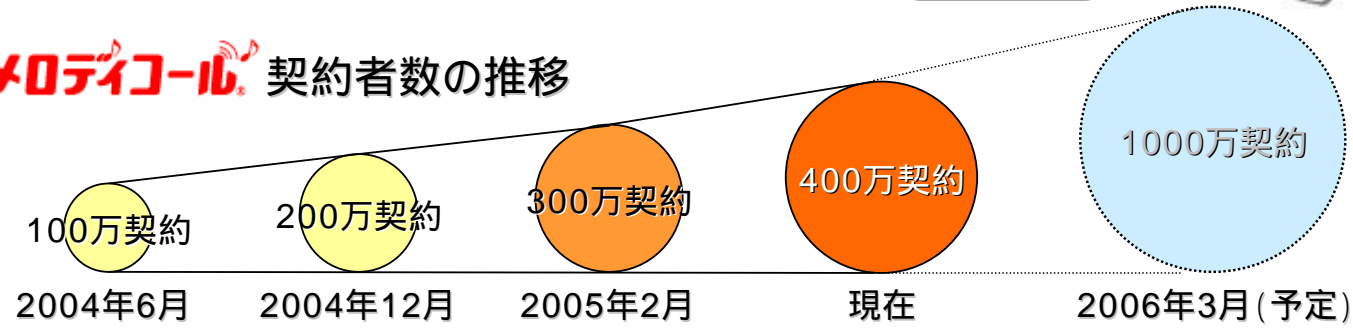 メロディコール® 契約者数の推移
100万契約
200万契約
300万契約
400万契約
1000万契約
2004年6月
2004年12月
2005年2月
現在
2006年3月(予定)